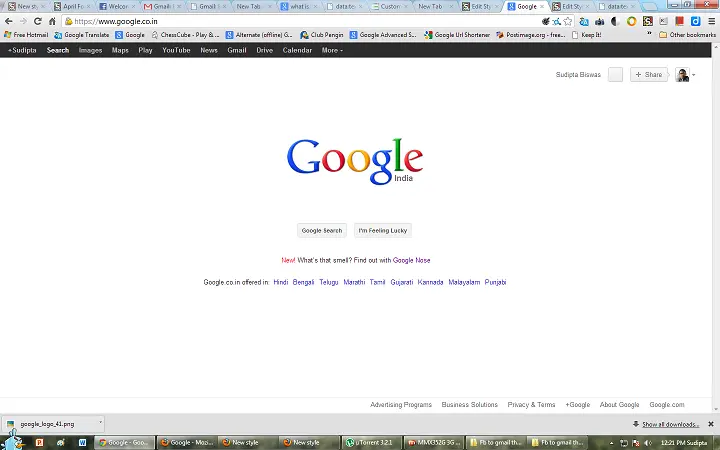 New sty
April Fo
Welcon
Gmail
Gmail
New Tab
what is
data:te
Custom
New Tab
Edit Sty
Google
Edit Sty
data:te
https://www.google.co.in
Free Hotmail Google Translate Google ChessCube - Play & ... Alternate (offline) G... Club Pengin Google Advanced S... Google Url Shortener Postimage.org - free... Keep It! » Other bookmarks
+Sudipta Search Images Maps Play YouTube News Gmail Drive Calendar More
Sudipta Biswas + Share
Google
India
Google Search I'm Feeling Lucky
New! What's that smell? Find out with Google Nose
Google.co.in offered in: Hindi Bengali Telugu Marathi Tamil Gujarati Kannada Malayalam Punjabi
Advertising Programs Business Solutions Privacy & Terms +Google About Google Google.com
google_logo_41.png Show all downloads...
Google - Goo... Google - Mozi... New style New style uTorrent 3.2.1 MMX352G 3G ... Fb to gmail th... Fb to gmail th... 12:21 PM Sudipta